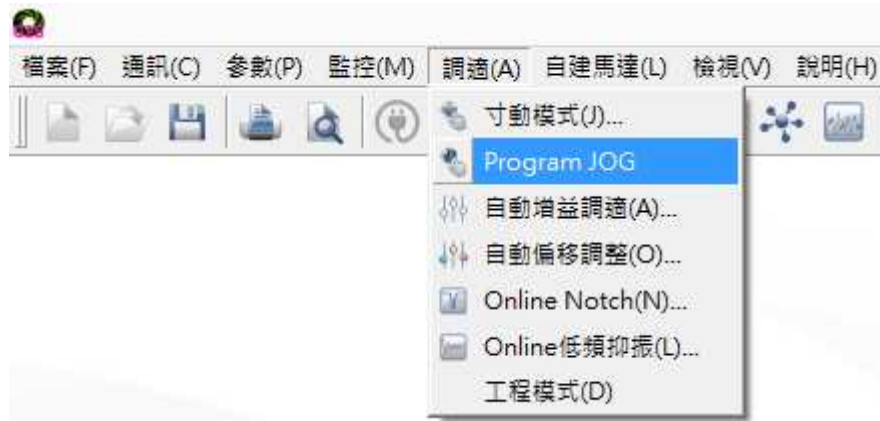 檔案(F) 通訊(C) 參數(P) 監控(M) 調適(A) 自建馬達(L) 檢視(V) 說明(H)
寸動模式(J)...
Program JOG
自動增益調適(A)...
自動偏移調整(O)...
Online Notch(N)...
Online低頻抑振(L)...
工程模式(D)